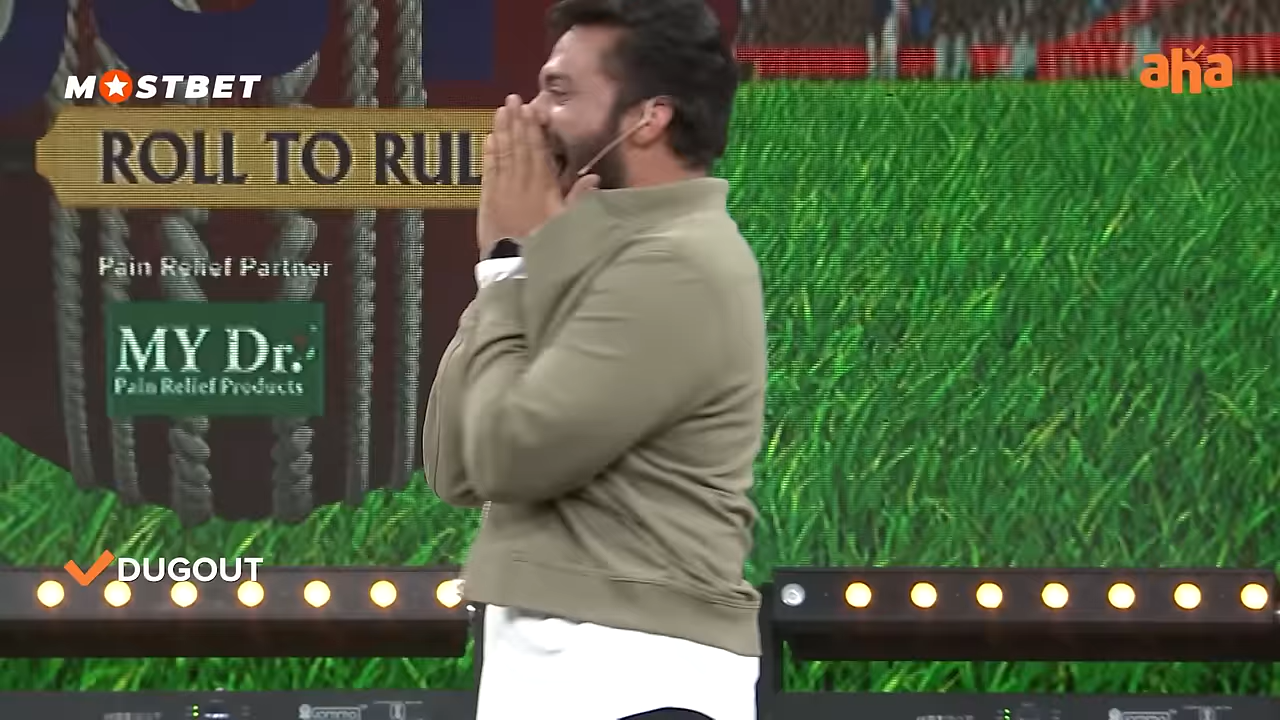 MOSTBET
aha
ROLL TO RUL
Pain Relief Partner
MY Dr.
Pain Relief Products
DUGOUT